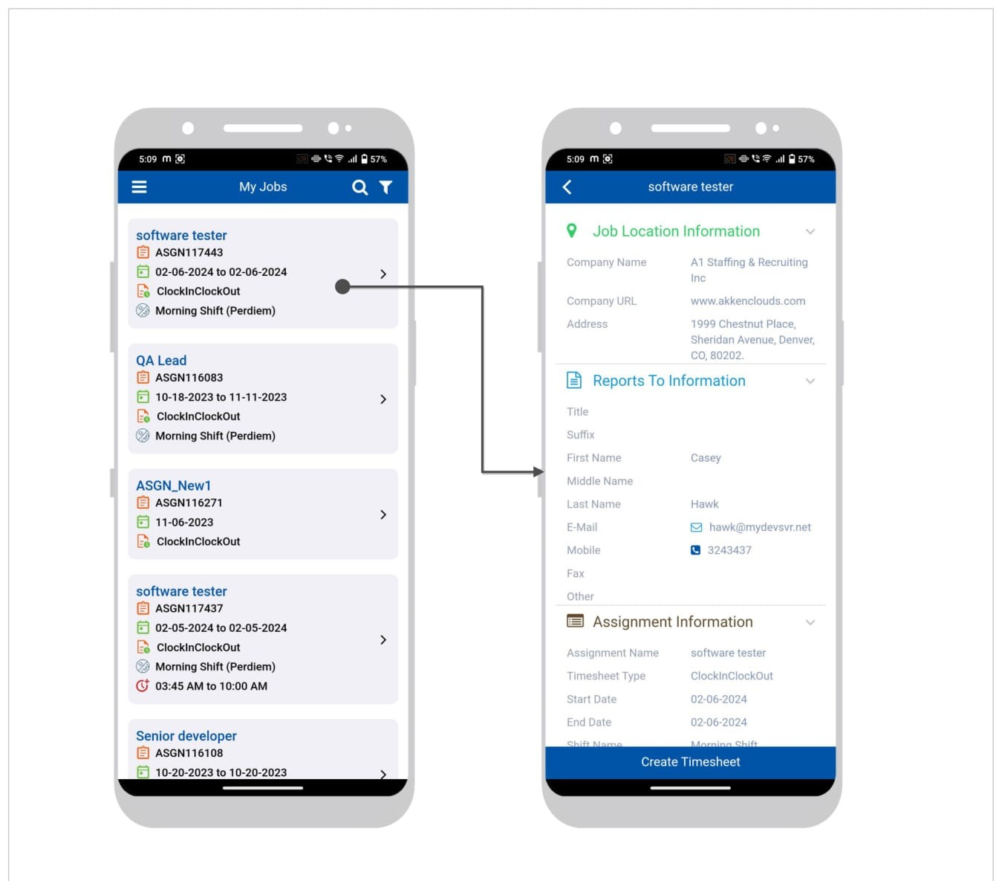 5:09 m 57%
My Jobs
software tester
ASGN117443
02-06-2024 to 02-06-2024
ClockInClockOut
Morning Shift (Perdiem)
QA Lead
ASGN116083
10-18-2023 to 11-11-2023
ClockInClockOut
Morning Shift (Perdiem)
ASGN_New1
ASGN116271
11-06-2023
ClockInClockOut
software tester
ASGN117437
02-05-2024 to 02-05-2024
ClockInClockOut
Morning Shift (Perdiem)
03:45 AM to 10:00 AM
Senior developer
ASGN116108
10-20-2023 to 10-20-2023
5:09 m 57%
software tester
Job Location Information
Company Name A1 Staffing & Recruiting
Inc
Company URL www.akkenclouds.com
Address 1999 Chestnut Place,
Sheridan Avenue, Denver,
CO, 80202.
Reports To Information
Title
Suffix
First Name Casey
Middle Name
Last Name Hawk
E-Mail hawk@mydevsvr.net
Mobile 3243437
Fax
Other
Assignment Information
Assignment Name software tester
Timesheet Type ClockInClockOut
Start Date 02-06-2024
End Date 02-06-2024
Shift Name Morning Shift
Create Timesheet